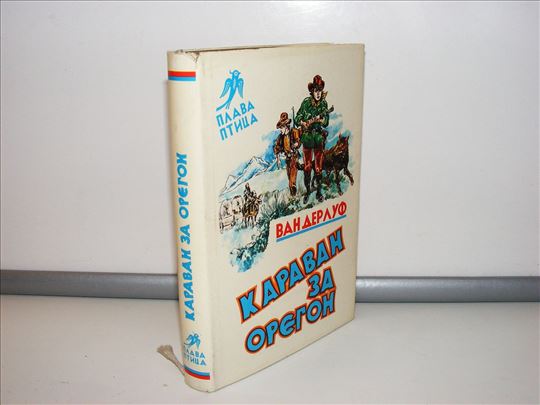 КАРАВАН ЗА ОРЕГОН
ПЛАВА
ПТИЦА
ПЛАВА
ПТИЦА
ВАН ДЕРЛУФ
КАРАВАН
ЗА
ОРЕГОН